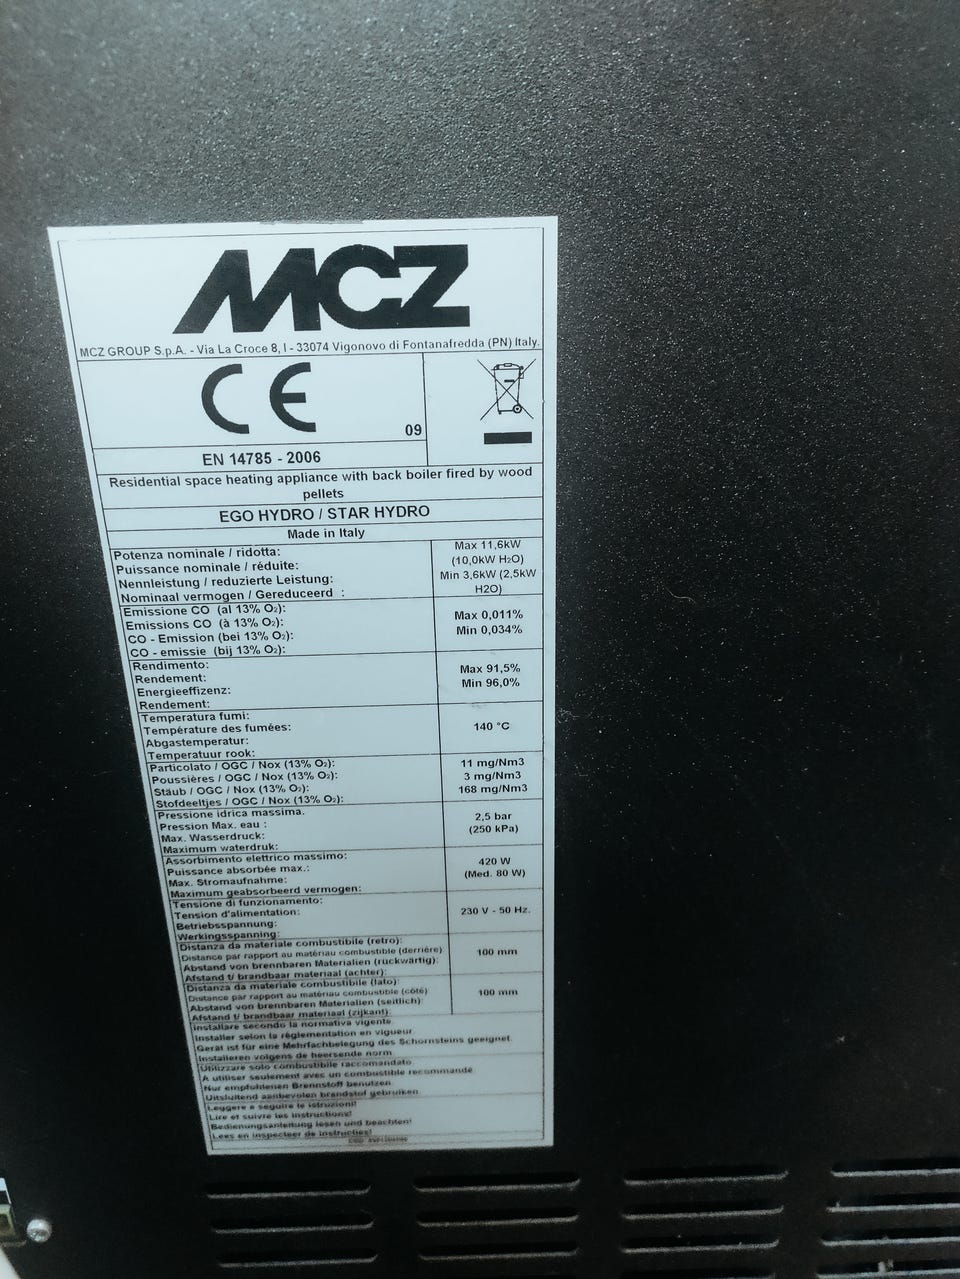 MCZ
MCZ GROUP S.p.A. - Via La Croce 8, I - 33074 Vigonovo di Fontanafredda (PN) Italy.
CE
09
EN 14785 - 2006
Residential space heating appliance with back boiler fired by wood
pellets
EGO HYDRO / STAR HYDRO
Made in Italy
Potenza nominale / ridotta:
Puissance nominale / réduite:
Nennleistung / reduzierte Leistung:
Nominaal vermogen / Gereduceerd :
Max 11,6kW
(10,0kW H2O)
Min 3,6kW (2,5kW
H2O)
Emissione CO (al 13% O2):
Emissions CO (à 13% O2):
CO - Emission (bei 13% O2):
CO - emissie (bij 13% O2):
Max 0,011%
Min 0,034%
Rendimento:
Rendement:
Energieeffizenz:
Rendement:
Max 91,5%
Min 96,0%
Temperatura fumi:
Température des fumées:
Abgastemperatur:
Temperatuur rook:
140 °C
Particolato / OGC / Nox (13% O2):
Poussières / OGC / Nox (13% O2):
Stäub / OGC / Nox (13% O2):
Stofdeeltjes / OGC / Nox (13% O2):
11 mg/Nm3
3 mg/Nm3
168 mg/Nm3
Pressione idrica massima.
Pression Max. eau :
Max. Wasserdruck:
Maximum waterdruk:
2,5 bar
(250 kPa)
Assorbimento elettrico massimo:
Puissance absorbée max.:
Max. Stromaufnahme:
Maximum geabsorbeerd vermogen:
420 W
(Med. 80 W)
Tensione di funzionamento:
Tension d'alimentation:
Betriebsspannung:
Werkingsspanning:
230 V - 50 Hz.
Distanza da materiale combustibile (retro):
Distance par rapport au matériau combustible (derrière)
Abstand von brennbaren Materialien (rückwärtig):
Afstand t/ brandbaar materiaal (achter):
100 mm
Distanza da materiale combustibile (lato):
Distance par rapport au matériau combustible (côté)
Abstand von brennbaren Materialien (seitlich):
Afstand t/ brandbaar materiaal (zijkant):
100 mm
Installare secondo la normativa vigente
Installer selon la réglementation en vigueur
Gerät ist für eine Mehrfachbelegung des Schornsteins geeignet
Installeren volgens de heersende norm
Utilizzare solo combustibile raccomandato
A utiliser seulement avec un combustible recommandé
Nur empfohlenen Brennstoff benutzen
Uitsluitend aanbevolen brandstof gebruiken
Leggere e seguire le istruzioni!
Lire et suivre les instructions!
Bedienungsanleitung lesen und beachten!
Lees en inspecteer de instructies!